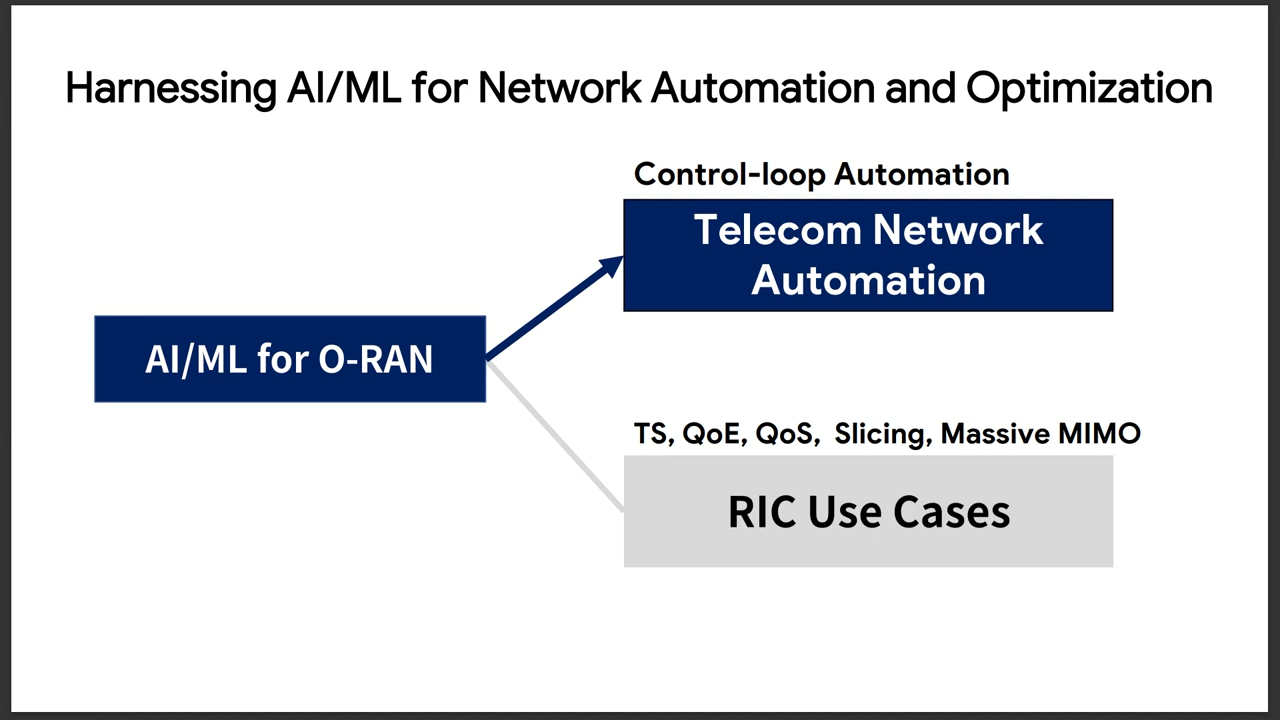 Harnessing AI/ML for Network Automation and Optimization
Control-loop Automation
Telecom Network
Automation
AI/ML for O-RAN
TS, QoE, QoS, Slicing, Massive MIMO
RIC Use Cases